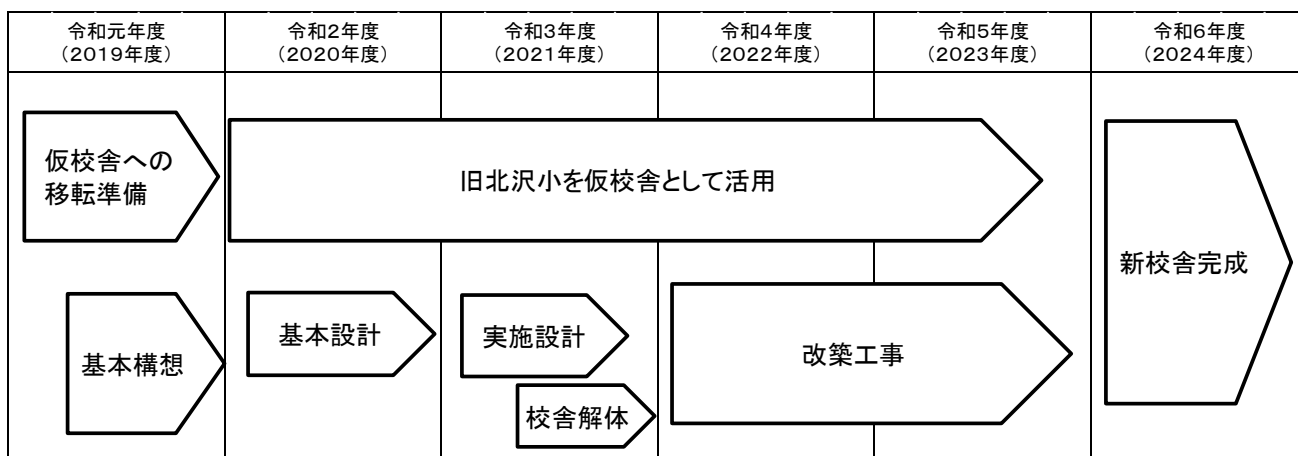 令和元年度
（2019年度）
令和2年度
（2020年度）
令和3年度
（2021年度）
令和4年度
（2022年度）
令和5年度
（2023年度）
令和6年度
（2024年度）
仮校舎への
移転準備
旧北沢小を仮校舎として活用
新校舎完成
基本構想
基本設計
実施設計
校舎解体
改築工事